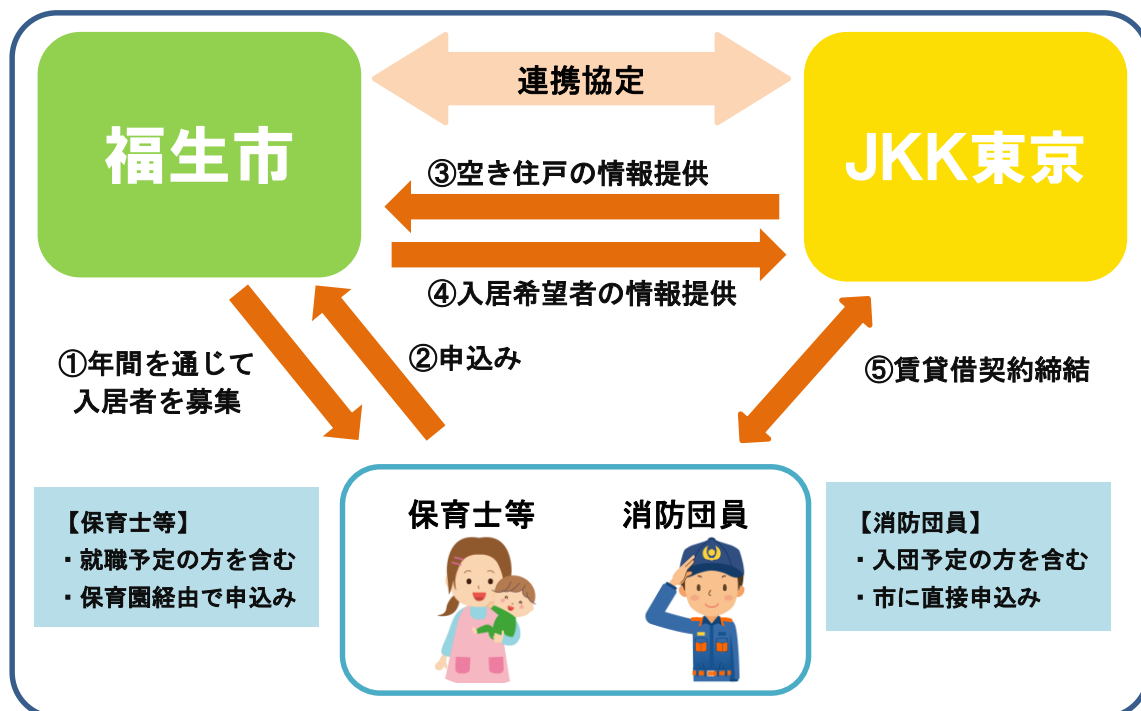 連携協定
福生市
JKK東京
③空き住戸の情報提供
④入居希望者の情報提供
①年間を通じて
入居者を募集
②申込み
⑤賃貸借契約締結
保育士等
消防団員
【保育士等】
・就職予定の方を含む
・保育園経由で申込み
【消防団員】
・入団予定の方を含む
・市に直接申込み